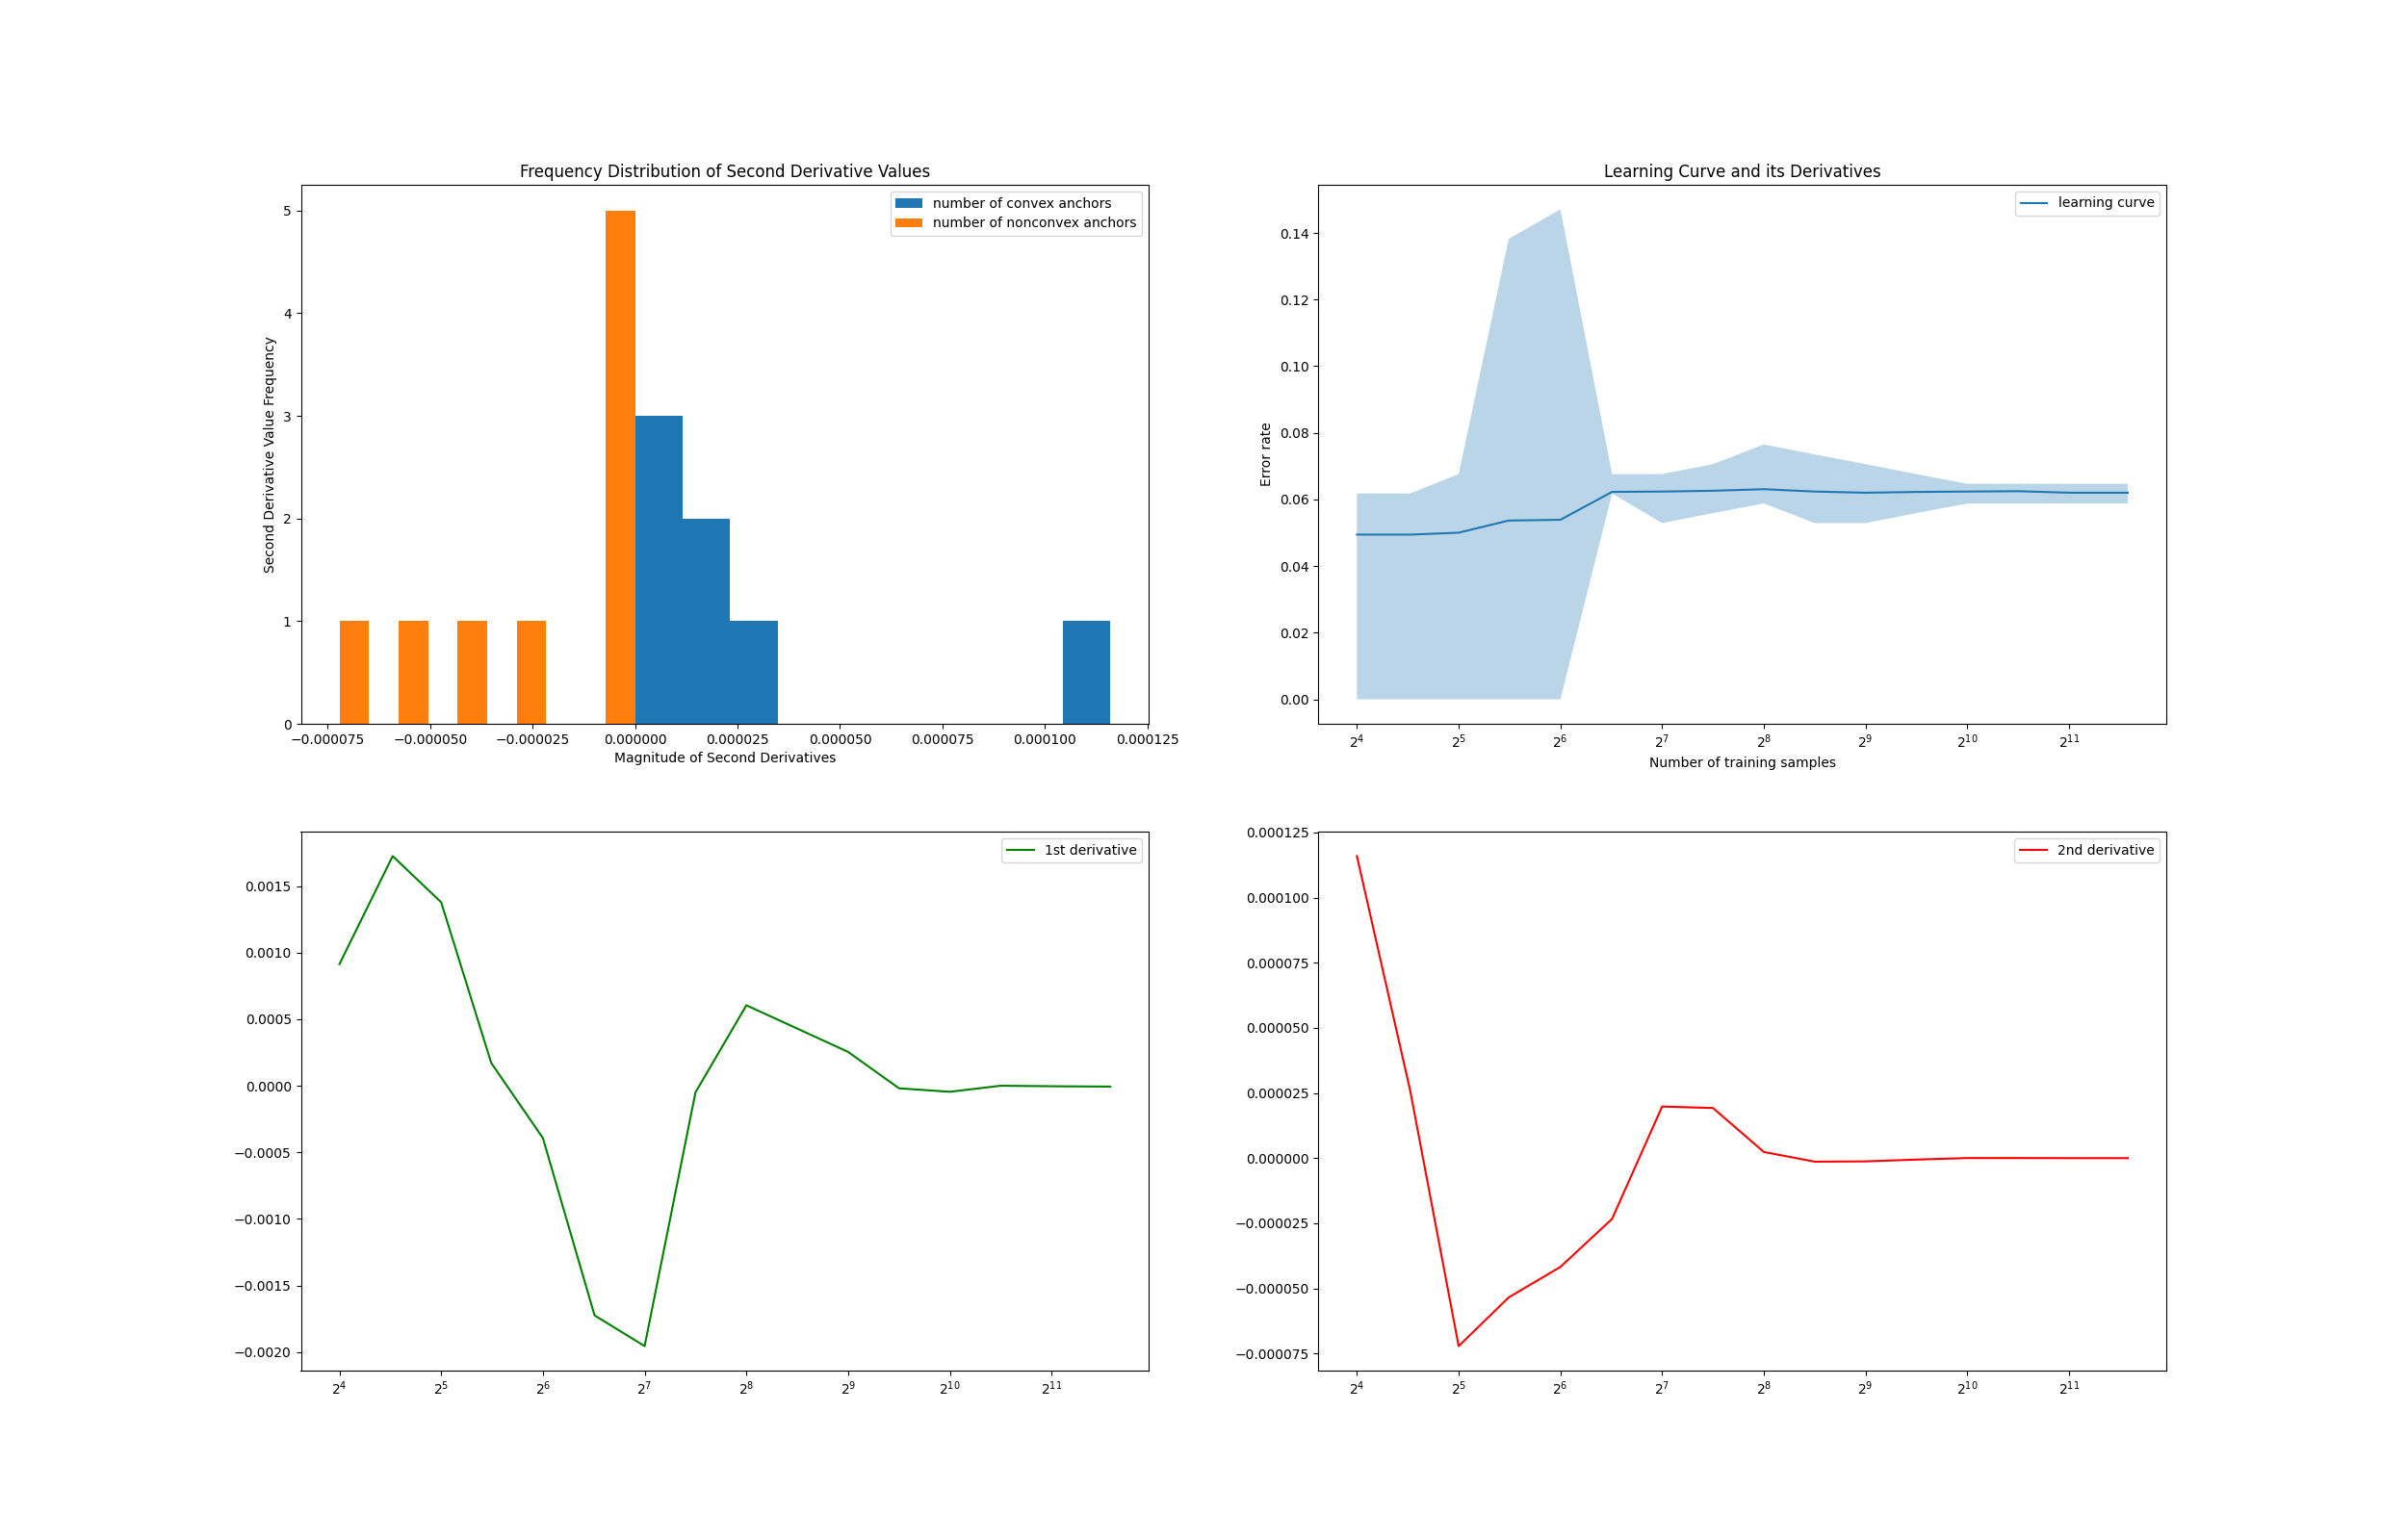 Frequency Distribution of Second Derivative Values
number of convex anchors
number of nonconvex anchors
5
4
3
2
1
0
Second Derivative Value Frequency
−0.000075 −0.000050 −0.000025 0.000000 0.000025 0.000050 0.000075 0.000100 0.000125
Magnitude of Second Derivatives
Learning Curve and its Derivatives
learning curve
0.14
0.12
0.10
0.08
0.06
0.04
0.02
0.00
Error rate
2⁴ 2⁵ 2⁶ 2⁷ 2⁸ 2⁹ 2¹⁰ 2¹¹
Number of training samples
1st derivative
0.0015
0.0010
0.0005
0.0000
−0.0005
−0.0010
−0.0015
−0.0020
2⁴ 2⁵ 2⁶ 2⁷ 2⁸ 2⁹ 2¹⁰ 2¹¹
2nd derivative
0.000125
0.000100
0.000075
0.000050
0.000025
0.000000
−0.000025
−0.000050
−0.000075
2⁴ 2⁵ 2⁶ 2⁷ 2⁸ 2⁹ 2¹⁰ 2¹¹